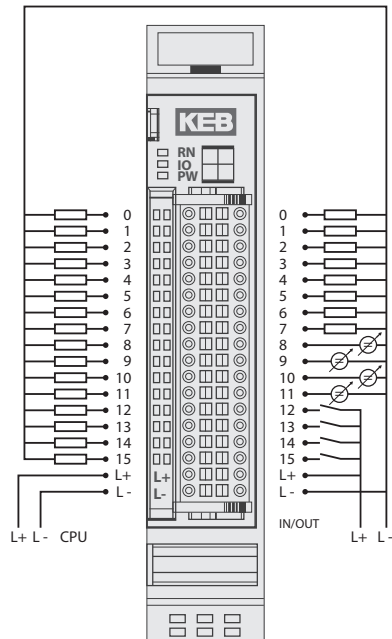 KEB
RN
IO
PW
0 0
1 1
2 2
3 3
4 4
5 5
6 6
7 7
8 8
9 9
10 10
11 11
12 12
13 13
14 14
15 15
L+ L+ L+
L - L- L -
IN/OUT
L+ L - CPU L+ L -